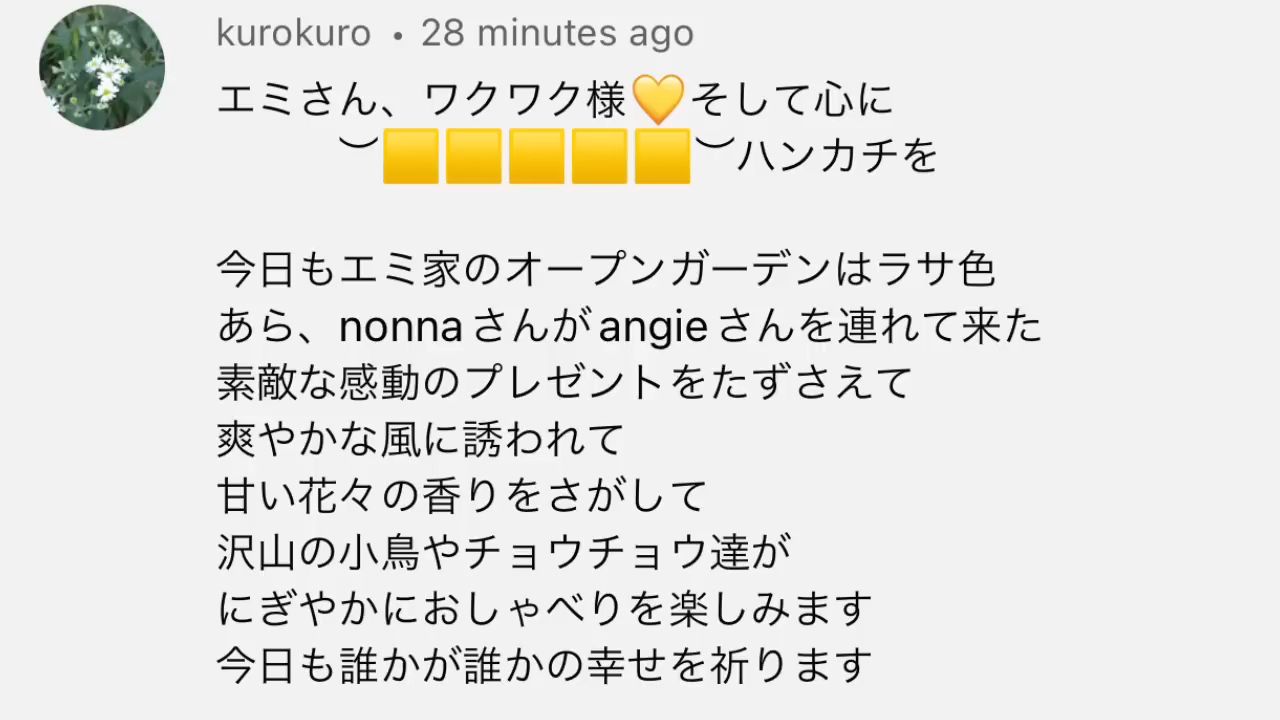 kurokuro • 28 minutes ago
エミさん、ワクワク様💛そして心に
︶🟨🟨🟨🟨🟨︶ハンカチを
今日もエミ家のオープンガーデンはラサ色
あら、nonnaさんがangieさんを連れて来た
素敵な感動のプレゼントをたずさえて
爽やかな風に誘われて
甘い花々の香りをさがして
沢山の小鳥やチョウチョウ達が
にぎやかにおしゃべりを楽しみます
今日も誰かが誰かの幸せを祈ります